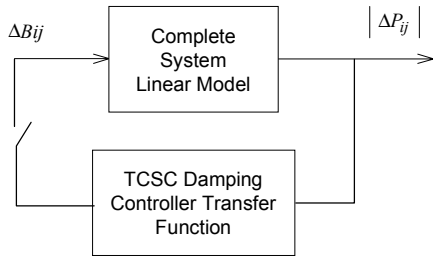 ΔBij
Complete
System
Linear Model
|ΔPij|
TCSC Damping
Controller Transfer
Function